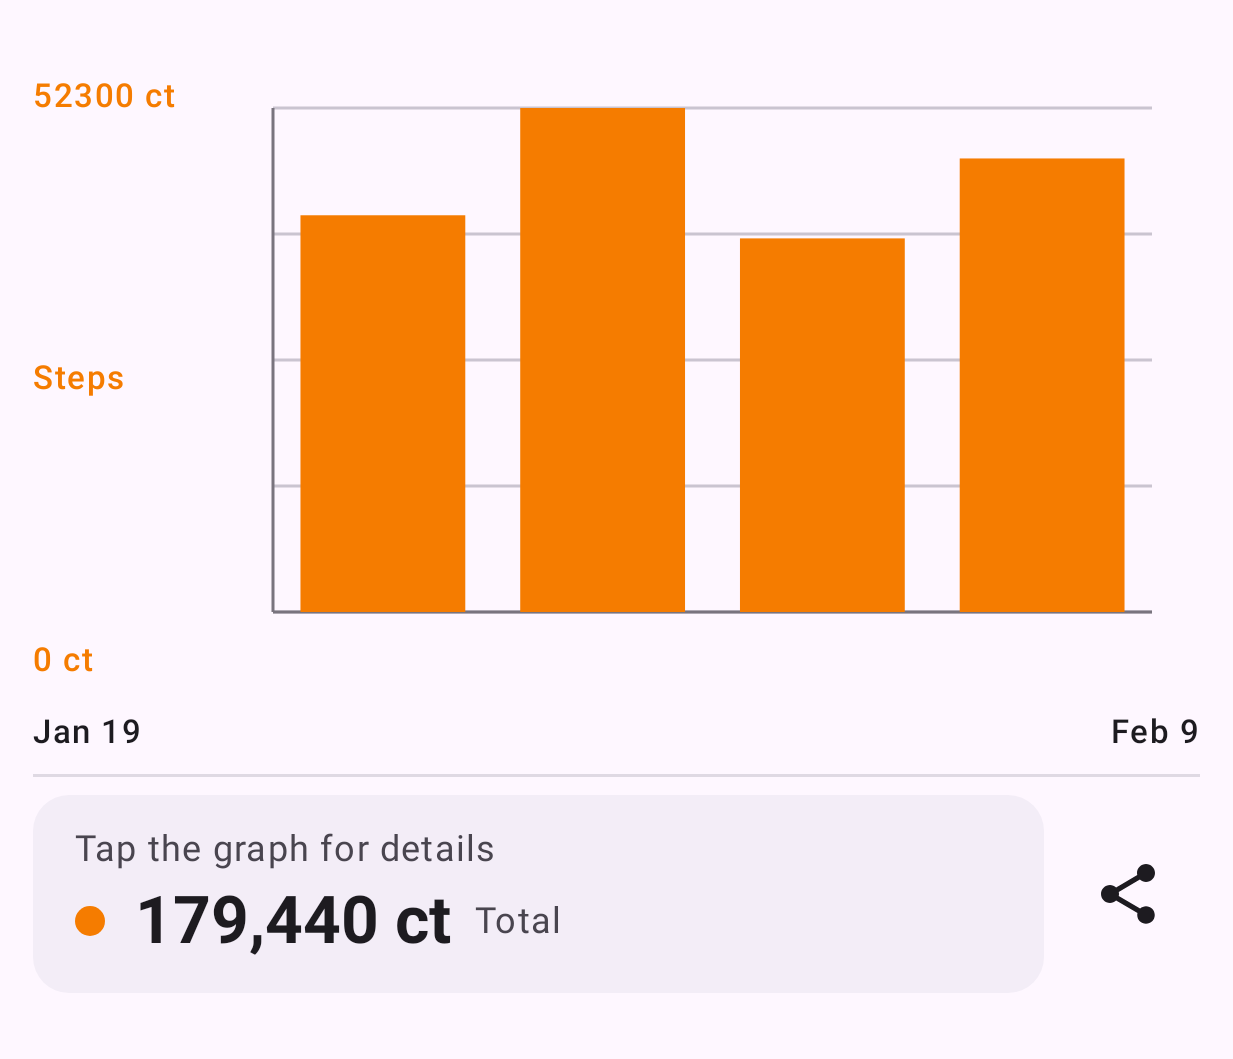 52300 ct
Steps
0 ct
Jan 19
Feb 9
Tap the graph for details
179,440 ct Total